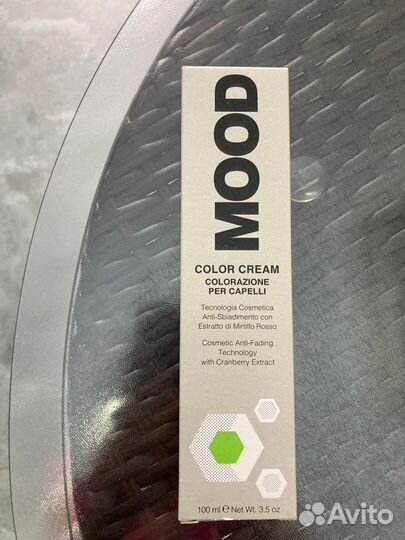 MOOD
COLOR CREAM
COLORAZIONE
PER CAPELLI
Tecnologia Cosmetica
Anti-Sbiadimento con
Estratto di Mirtillo Rosso
Cosmetic Anti-Fading
Technology
with Cranberry Extract
100 ml ℮ Net Wt. 3.5 oz
Avito